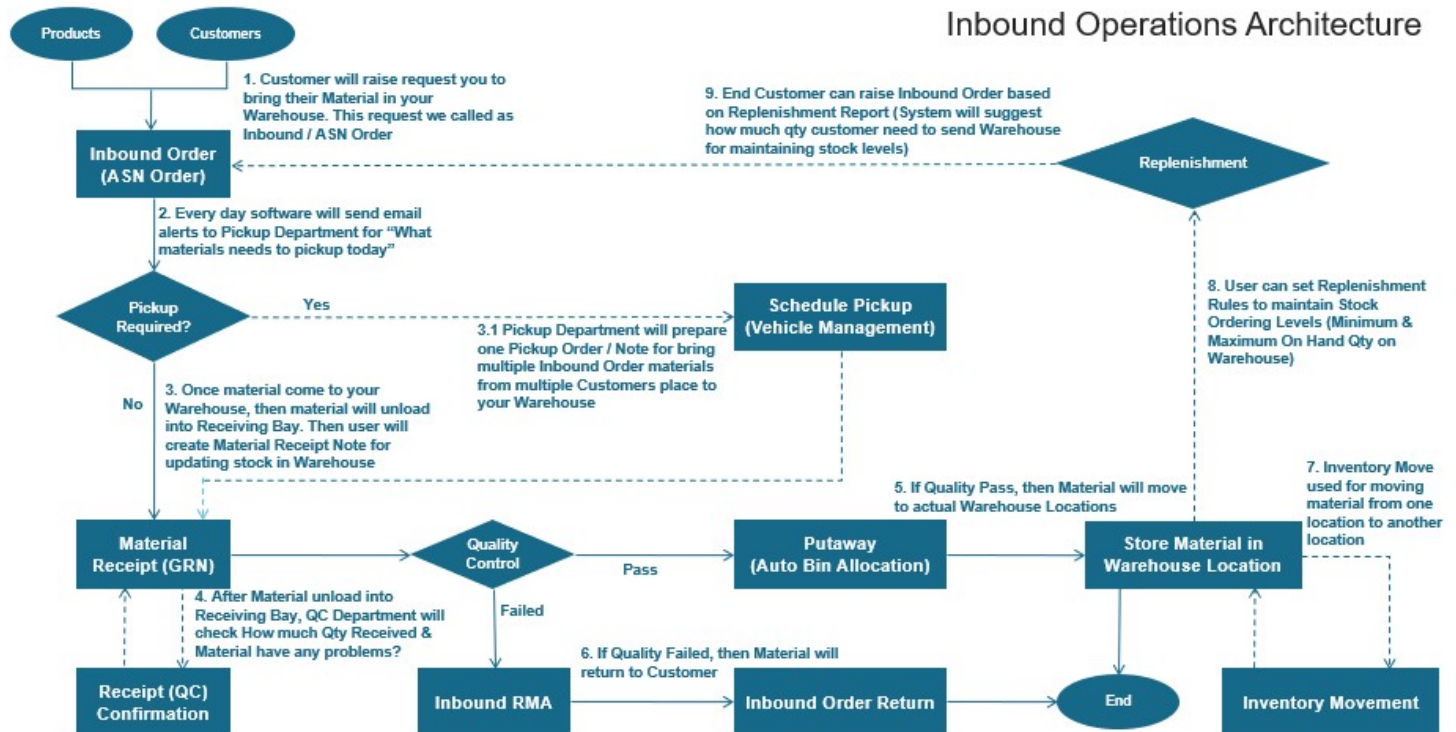 Inbound Operations Architecture
Products
Customers
1. Customer will raise request you to
bring their Material in your
Warehouse. This request we called as
Inbound / ASN Order
9. End Customer can raise Inbound Order based
on Replenishment Report (System will suggest
how much qty customer need to send Warehouse
for maintaining stock levels)
Inbound Order
(ASN Order)
Replenishment
2. Every day software will send email
alerts to Pickup Department for “What
materials needs to pickup today”
Pickup
Required?
Yes
Schedule Pickup
(Vehicle Management)
8. User can set Replenishment
Rules to maintain Stock
Ordering Levels (Minimum &
Maximum On Hand Qty on
Warehouse)
3.1 Pickup Department will prepare
one Pickup Order / Note for bring
multiple Inbound Order materials
from multiple Customers place to
your Warehouse
No
3. Once material come to your
Warehouse, then material will unload
into Receiving Bay. Then user will
create Material Receipt Note for
updating stock in Warehouse
7. Inventory Move
used for moving
material from one
location to another
location
5. If Quality Pass, then Material will move
to actual Warehouse Locations
Material
Receipt (GRN)
Quality
Control
Pass
Putaway
(Auto Bin Allocation)
Store Material in
Warehouse Location
Failed
4. After Material unload into
Receiving Bay, QC Department will
check How much Qty Received &
Material have any problems?
6. If Quality Failed, then Material will
return to Customer
Receipt (QC)
Confirmation
Inbound RMA
Inbound Order Return
End
Inventory Movement